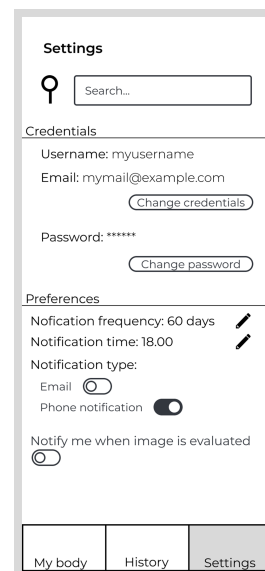 Settings
Search...
Credentials
Username: myusername
Email: mymail@example.com
Change credentials
Password: ******
Change password
Preferences
Nofication frequency: 60 days
Notification time: 18.00
Notification type:
Email
Phone notification
Notify me when image is evaluated
My body History Settings